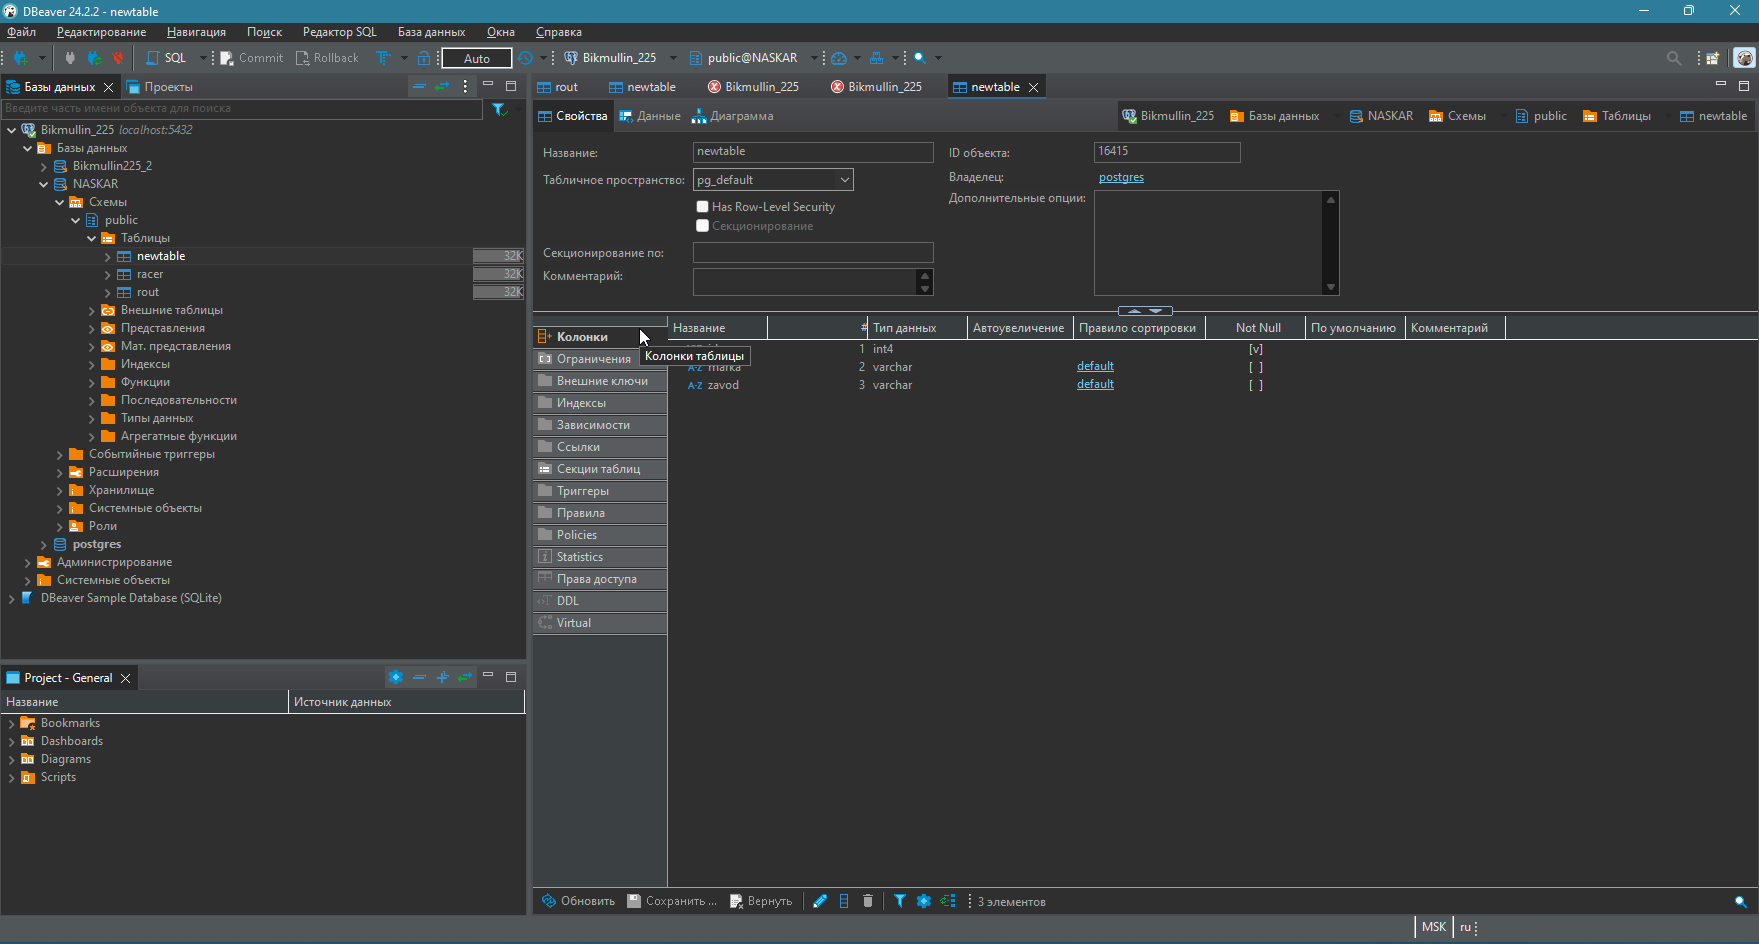 DBeaver 24.2.2 - newtable
Файл Редактирование Навигация Поиск Редактор SQL База данных Окна Справка
SQL Commit Rollback Auto Bikmullin_225 public@NASKAR
Базы данных Проекты
Введите часть имени объекта для поиска
Bikmullin_225 localhost:5432
Базы данных
Bikmullin225_2
NASKAR
Схемы
public
Таблицы
newtable 32K
racer 32K
rout 32K
Внешние таблицы
Представления
Мат. представления
Индексы
Функции
Последовательности
Типы данных
Агрегатные функции
Событийные триггеры
Расширения
Хранилище
Системные объекты
Роли
postgres
Администрирование
Системные объекты
DBeaver Sample Database (SQLite)
Project - General
Название Источник данных
Bookmarks
Dashboards
Diagrams
Scripts
rout newtable Bikmullin_225 Bikmullin_225 newtable
Свойства Данные Диаграмма Bikmullin_225 Базы данных NASKAR Схемы public Таблицы newtable
Название: newtable ID объекта: 16415
Табличное пространство: pg_default Владелец: postgres
Has Row-Level Security Дополнительные опции:
Секционирование
Секционирование по:
Комментарий:
Колонки
Ограничения
Внешние ключи
Индексы
Зависимости
Ссылки
Секции таблиц
Триггеры
Правила
Policies
Statistics
Права доступа
DDL
Virtual
Колонки таблицы
Название # Тип данных Автоувеличение Правило сортировки Not Null По умолчанию Комментарий
1 int4 [v]
A-Z marka 2 varchar default [ ]
A-Z zavod 3 varchar default [ ]
Обновить Сохранить ... Вернуть 3 элементов
MSK ru